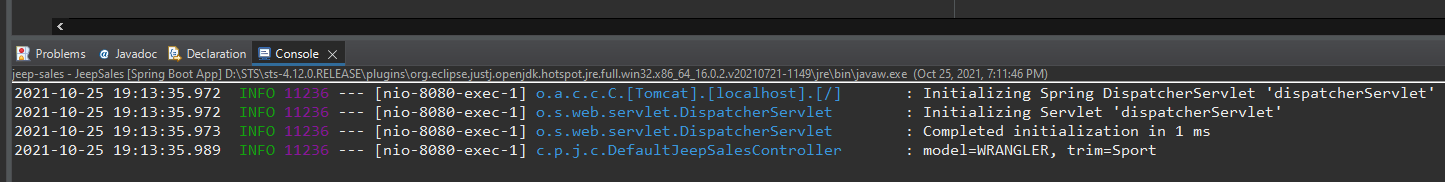 <
Problems @ Javadoc Declaration Console
jeep-sales - JeepSales [Spring Boot App] D:\STS\sts-4.12.0.RELEASE\plugins\org.eclipse.justj.openjdk.hotspot.jre.full.win32.x86_64_16.0.2.v20210721-1149\jre\bin\javaw.exe (Oct 25, 2021, 7:11:46 PM)
2021-10-25 19:13:35.972 INFO 11236 --- [nio-8080-exec-1] o.a.c.c.C.[Tomcat].[localhost].[/] : Initializing Spring DispatcherServlet 'dispatcherServlet'
2021-10-25 19:13:35.972 INFO 11236 --- [nio-8080-exec-1] o.s.web.servlet.DispatcherServlet : Initializing Servlet 'dispatcherServlet'
2021-10-25 19:13:35.973 INFO 11236 --- [nio-8080-exec-1] o.s.web.servlet.DispatcherServlet : Completed initialization in 1 ms
2021-10-25 19:13:35.989 INFO 11236 --- [nio-8080-exec-1] c.p.j.c.DefaultJeepSalesController : model=WRANGLER, trim=Sport